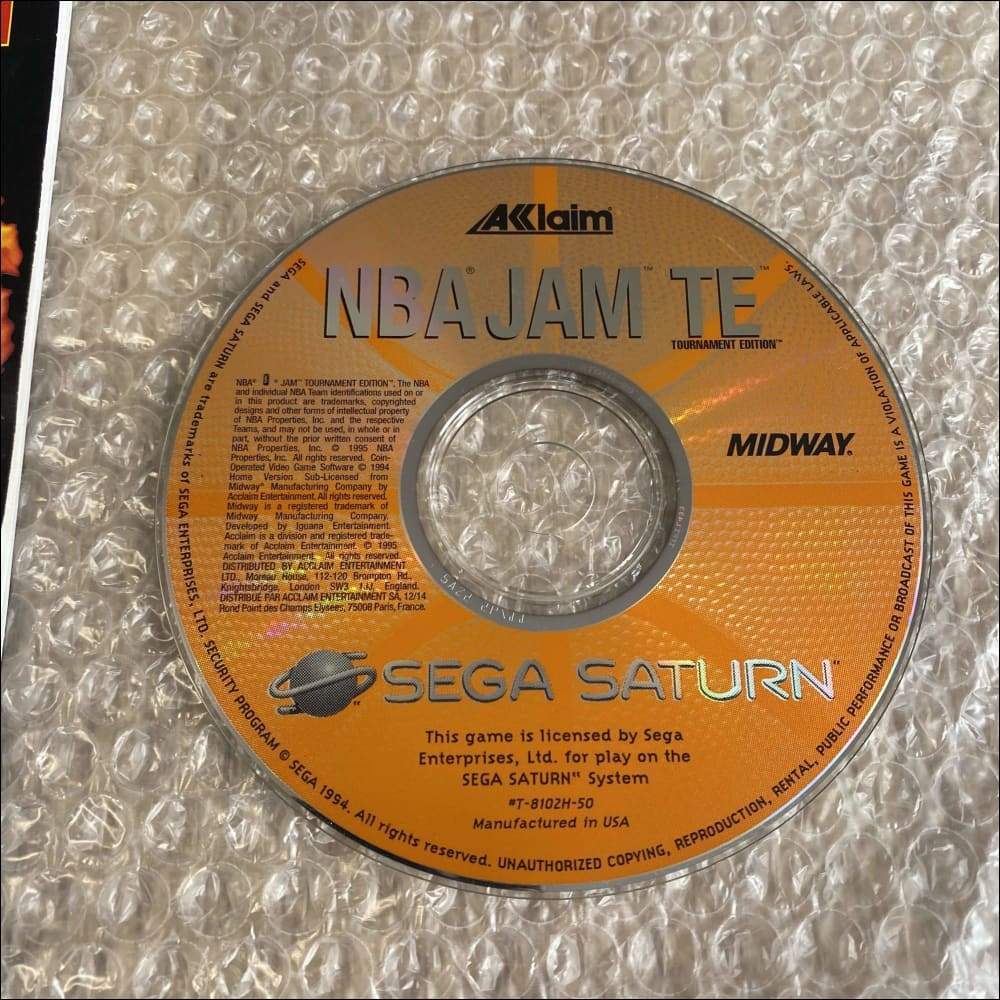 AKKlaim®
NBA® JAM™ TE™
TOURNAMENT EDITION™
NBA® ® JAM™ TOURNAMENT EDITION™, The NBA
and individual NBA Team identifications used on or
in this product are trademarks, copyrighted
designs and other forms of intellectual property
of NBA Properties, Inc. and the respective
Teams, and may not be used, in whole or in
part, without the prior written consent of
NBA Properties, Inc. © 1995 NBA
Properties, Inc. All rights reserved. Coin-
Operated Video Game Software © 1994
Home Version Sub-Licensed from
Midway® Manufacturing Company by
Acclaim Entertainment. All rights reserved.
Midway is a registered trademark of
Midway Manufacturing Company.
Developed by Iguana Entertainment.
Acclaim is a division and registered trade-
mark of Acclaim Entertainment. © 1995
Acclaim Entertainment. All rights reserved.
DISTRIBUTED BY ACCLAIM ENTERTAINMENT
LTD., Moreau House, 112-120 Brompton Rd.,
Knightsbridge, London SW3 1JJ, England.
DISTRIBUE PAR ACCLAIM ENTERTAINMENT SA, 12/14
Rond Point des Champs Elysees, 75008 Paris, France.
MIDWAY®
SEGA SATURN™
This game is licensed by Sega
Enterprises, Ltd. for play on the
SEGA SATURN™ System
#T-8102H-50
Manufactured in USA
SEGA and SEGA SATURN are trademarks of SEGA ENTERPRISES, LTD. SECURITY PROGRAM © SEGA 1994. All rights reserved. UNAUTHORIZED COPYING, REPRODUCTION, RENTAL, PUBLIC PERFORMANCE OR BROADCAST OF THIS GAME IS A VIOLATION OF APPLICABLE LAWS.